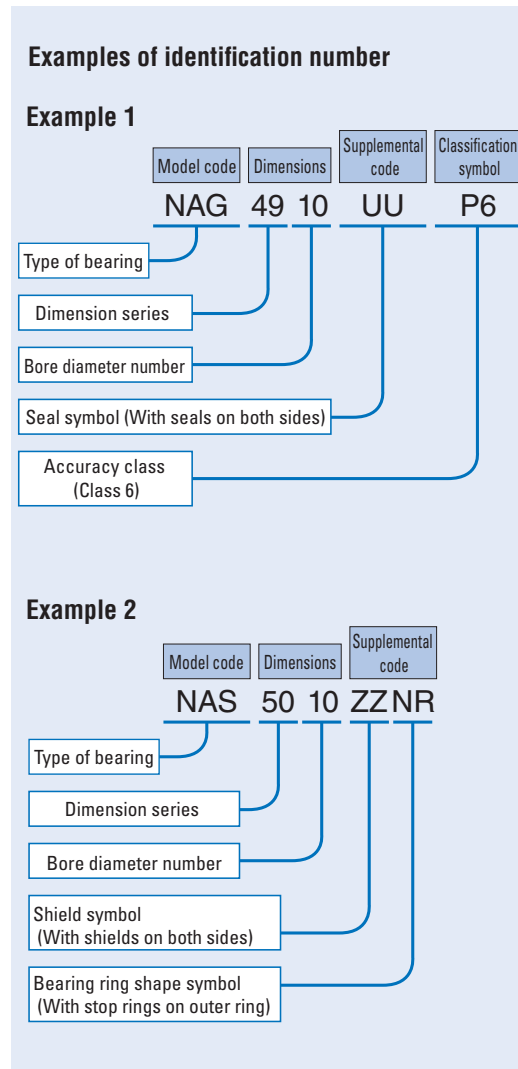 Examples of identification number
Example 1
Model code Dimensions Supplemental code Classification symbol
NAG 49 10 UU P6
Type of bearing
Dimension series
Bore diameter number
Seal symbol (With seals on both sides)
Accuracy class
(Class 6)
Example 2
Model code Dimensions Supplemental code
NAS 50 10 ZZ NR
Type of bearing
Dimension series
Bore diameter number
Shield symbol
(With shields on both sides)
Bearing ring shape symbol
(With stop rings on outer ring)